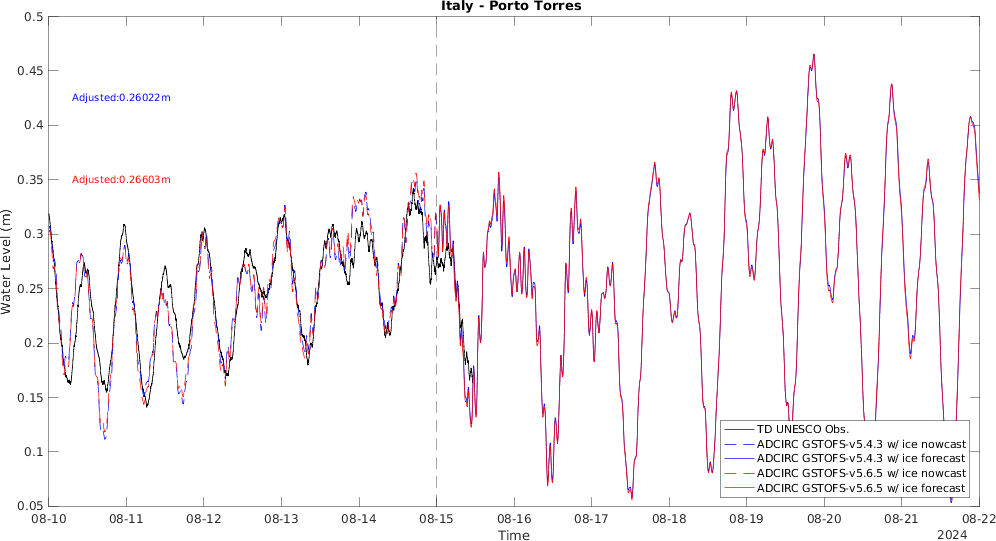 Italy - Porto Torres
0.5
0.45
0.4
0.35
0.3
0.25
0.2
0.15
0.1
0.05
Water Level (m)
Adjusted:0.26022m
Adjusted:0.26603m
TD UNESCO Obs.
ADCIRC GSTOFS-v5.4.3 w/ ice nowcast
ADCIRC GSTOFS-v5.4.3 w/ ice forecast
ADCIRC GSTOFS-v5.6.5 w/ ice nowcast
ADCIRC GSTOFS-v5.6.5 w/ ice forecast
08-10 08-11 08-12 08-13 08-14 08-15 08-16 08-17 08-18 08-19 08-20 08-21 08-22
Time
2024